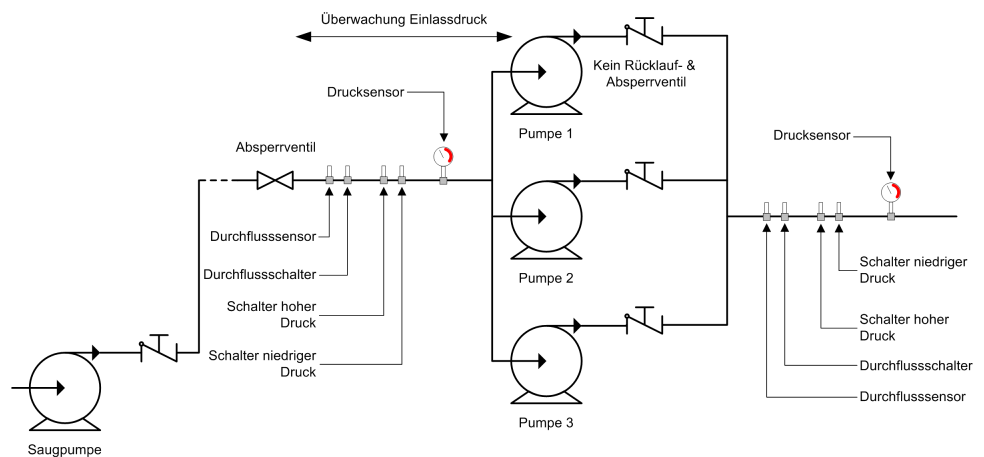 Überwachung Einlassdruck
Kein Rücklauf- &
Absperrventil
Drucksensor
Pumpe 1
Drucksensor
Absperrventil
Durchflusssensor
Durchflussschalter
Pumpe 2
Schalter niedriger
Druck
Schalter hoher
Druck
Schalter hoher
Druck
Schalter niedriger
Druck
Durchflussschalter
Durchflusssensor
Pumpe 3
Saugpumpe